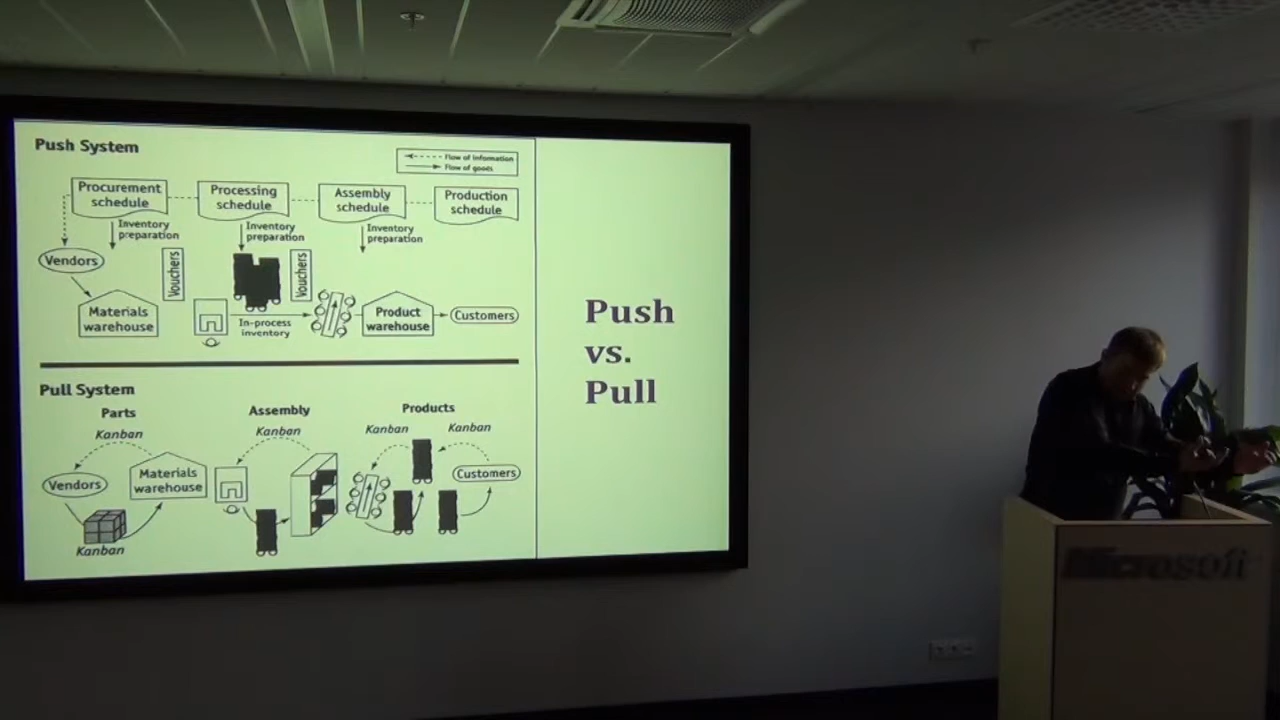 Push System
Flow of information
Flow of goods
Procurement
schedule
Processing
schedule
Assembly
schedule
Production
schedule
Inventory
preparation
Inventory
preparation
Inventory
preparation
Vendors
Vouchers
Vouchers
Materials
warehouse
In-process
inventory
Product
warehouse
Customers
Pull System
Parts
Kanban
Assembly
Kanban
Products
Kanban
Kanban
Vendors
Materials
warehouse
Customers
Kanban
Push
vs.
Pull
Microsoft